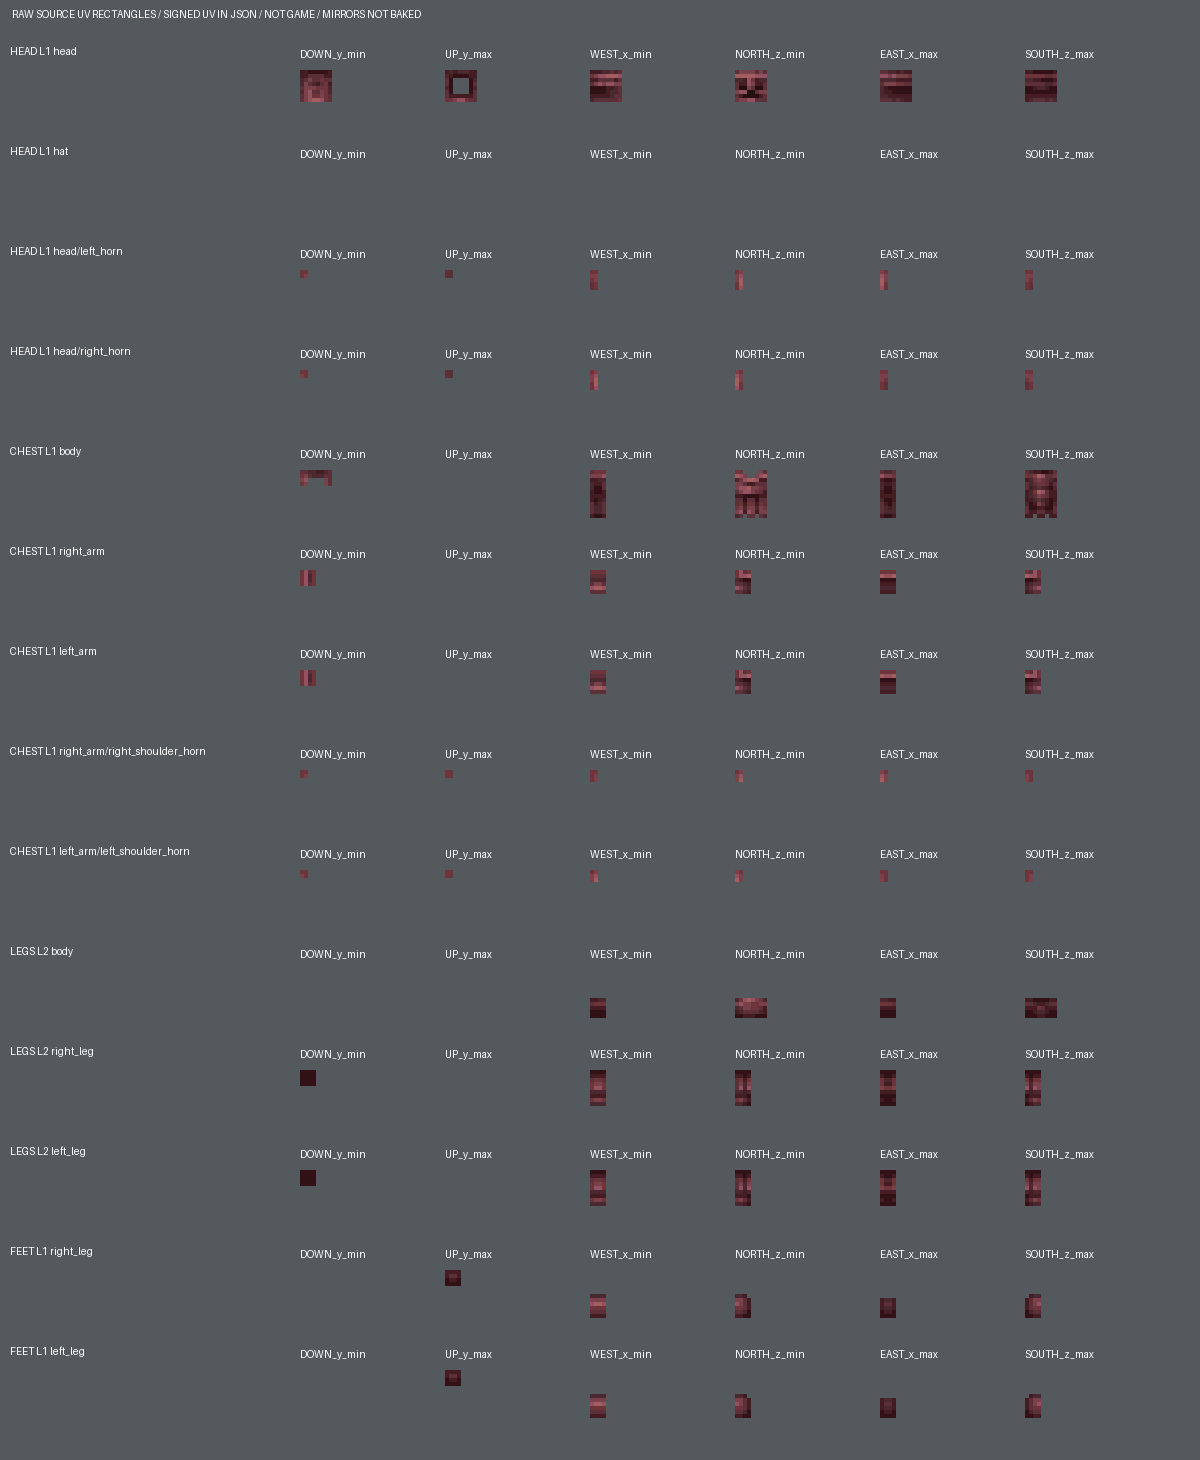 RAW SOURCE UV RECTANGLES / SIGNED UV IN JSON / NOT GAME / MIRRORS NOT BAKED
HEAD L1 head DOWN_y_min UP_y_max WEST_x_min NORTH_z_min EAST_x_max SOUTH_z_max
HEAD L1 hat DOWN_y_min UP_y_max WEST_x_min NORTH_z_min EAST_x_max SOUTH_z_max
HEAD L1 head/left_horn DOWN_y_min UP_y_max WEST_x_min NORTH_z_min EAST_x_max SOUTH_z_max
HEAD L1 head/right_horn DOWN_y_min UP_y_max WEST_x_min NORTH_z_min EAST_x_max SOUTH_z_max
CHEST L1 body DOWN_y_min UP_y_max WEST_x_min NORTH_z_min EAST_x_max SOUTH_z_max
CHEST L1 right_arm DOWN_y_min UP_y_max WEST_x_min NORTH_z_min EAST_x_max SOUTH_z_max
CHEST L1 left_arm DOWN_y_min UP_y_max WEST_x_min NORTH_z_min EAST_x_max SOUTH_z_max
CHEST L1 right_arm/right_shoulder_horn DOWN_y_min UP_y_max WEST_x_min NORTH_z_min EAST_x_max SOUTH_z_max
CHEST L1 left_arm/left_shoulder_horn DOWN_y_min UP_y_max WEST_x_min NORTH_z_min EAST_x_max SOUTH_z_max
LEGS L2 body DOWN_y_min UP_y_max WEST_x_min NORTH_z_min EAST_x_max SOUTH_z_max
LEGS L2 right_leg DOWN_y_min UP_y_max WEST_x_min NORTH_z_min EAST_x_max SOUTH_z_max
LEGS L2 left_leg DOWN_y_min UP_y_max WEST_x_min NORTH_z_min EAST_x_max SOUTH_z_max
FEET L1 right_leg DOWN_y_min UP_y_max WEST_x_min NORTH_z_min EAST_x_max SOUTH_z_max
FEET L1 left_leg DOWN_y_min UP_y_max WEST_x_min NORTH_z_min EAST_x_max SOUTH_z_max